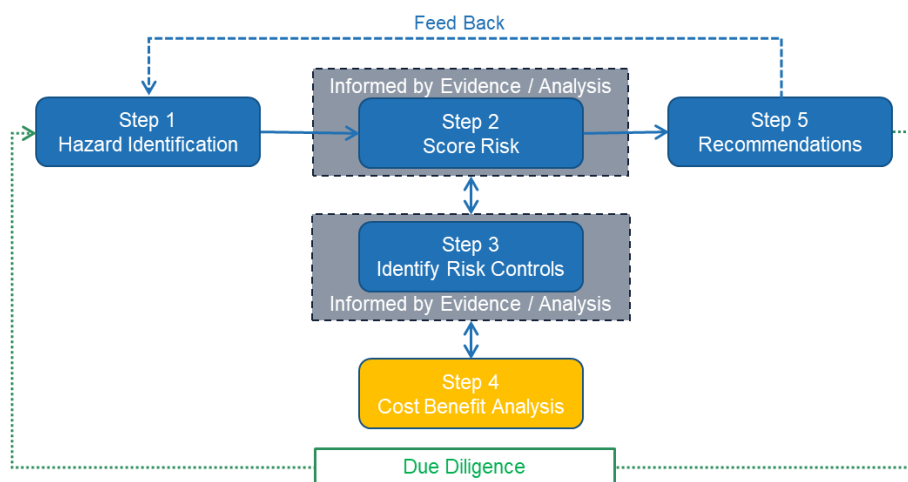 Feed Back
Informed by Evidence / Analysis
Step 1
Hazard Identification
Step 2
Score Risk
Step 5
Recommendations
Step 3
Identify Risk Controls
Informed by Evidence / Analysis
Step 4
Cost Benefit Analysis
Due Diligence